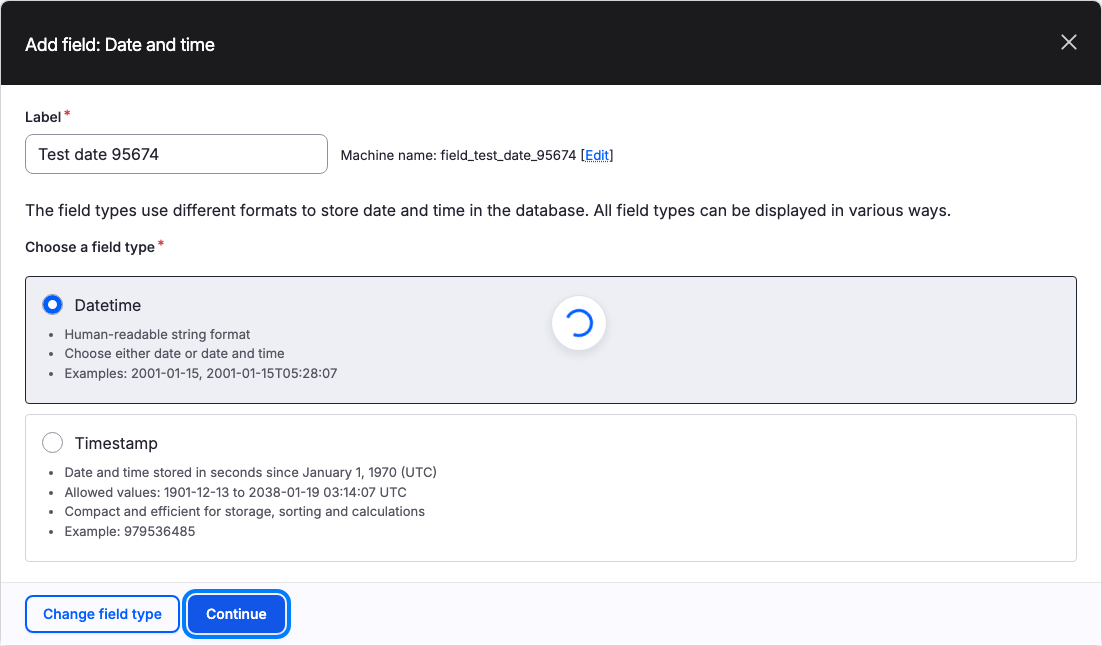 Add field: Date and time
Label*
Test date 95674
Machine name: field_test_date_95674 [Edit]
The field types use different formats to store date and time in the database. All field types can be displayed in various ways.
Choose a field type*
Datetime
• Human-readable string format
• Choose either date or date and time
• Examples: 2001-01-15, 2001-01-15T05:28:07
Timestamp
• Date and time stored in seconds since January 1, 1970 (UTC)
• Allowed values: 1901-12-13 to 2038-01-19 03:14:07 UTC
• Compact and efficient for storage, sorting and calculations
• Example: 979536485
Change field type
Continue